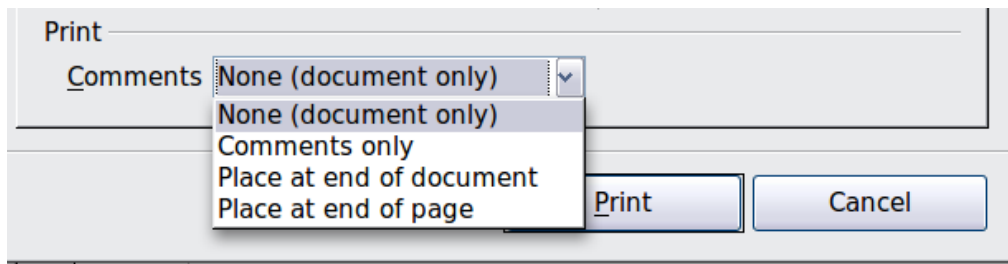 Print
Comments None (document only)
None (document only)
Comments only
Place at end of document
Place at end of page
Print Cancel